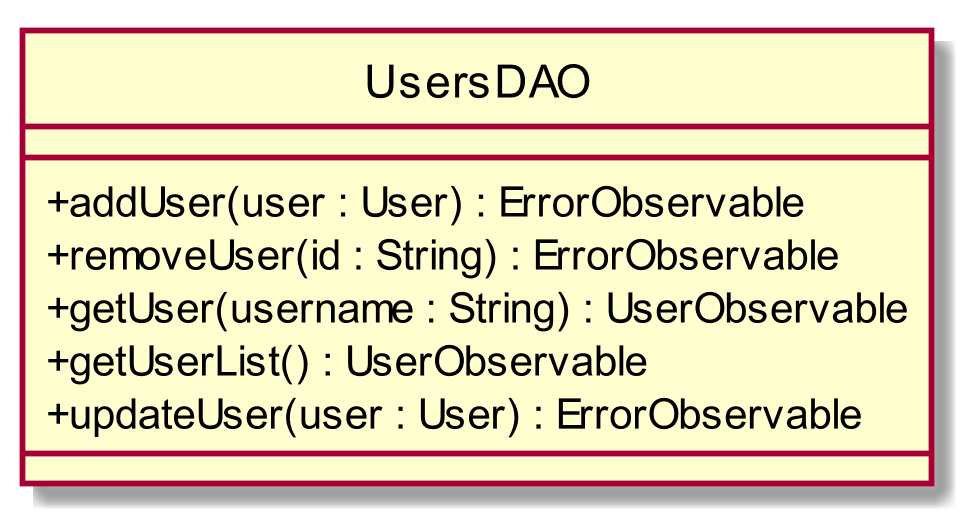 UsersDAO
+addUser(user : User) : ErrorObservable
+removeUser(id : String) : ErrorObservable
+getUser(username : String) : UserObservable
+getUserList() : UserObservable
+updateUser(user : User) : ErrorObservable